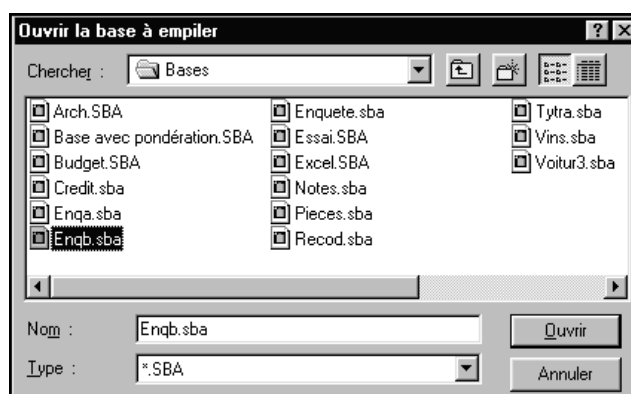 Ouvrir la base à empiler
Chercher : Bases
Arch.SBA
Base avec pondération.SBA
Budget.SBA
Credit.sba
Enqa.sba
Enqb.sba
Enquete.sba
Essai.SBA
Excel.SBA
Notes.sba
Pieces.sba
Recod.sba
Tytra.sba
Vins.sba
Voitur3.sba
Nom : Enqb.sba
Ouvrir
Type : *.SBA
Annuler